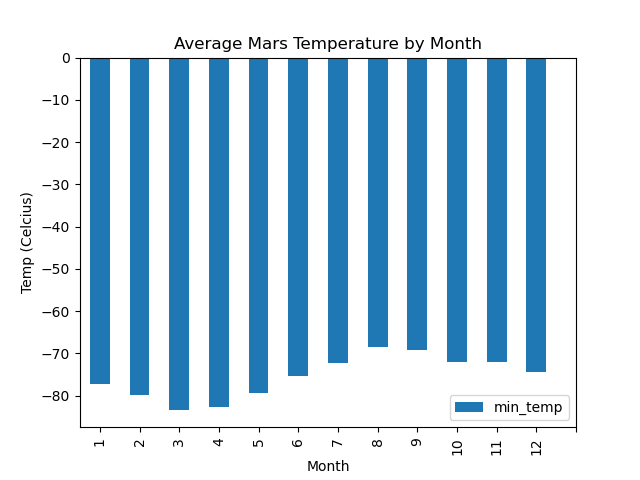 Average Mars Temperature by Month
0
−10
−20
−30
−40
−50
−60
−70
−80
Temp (Celcius)
min_temp
1 2 3 4 5 6 7 8 9 10 11 12
Month